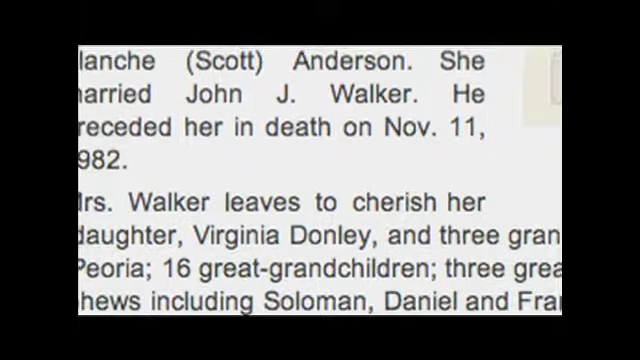 lanche (Scott) Anderson. She
arried John J. Walker. He
receded her in death on Nov. 11,
982.
rs. Walker leaves to cherish her
daughter, Virginia Donley, and three gran
Peoria; 16 great-grandchildren; three grea
hews including Soloman, Daniel and Fra